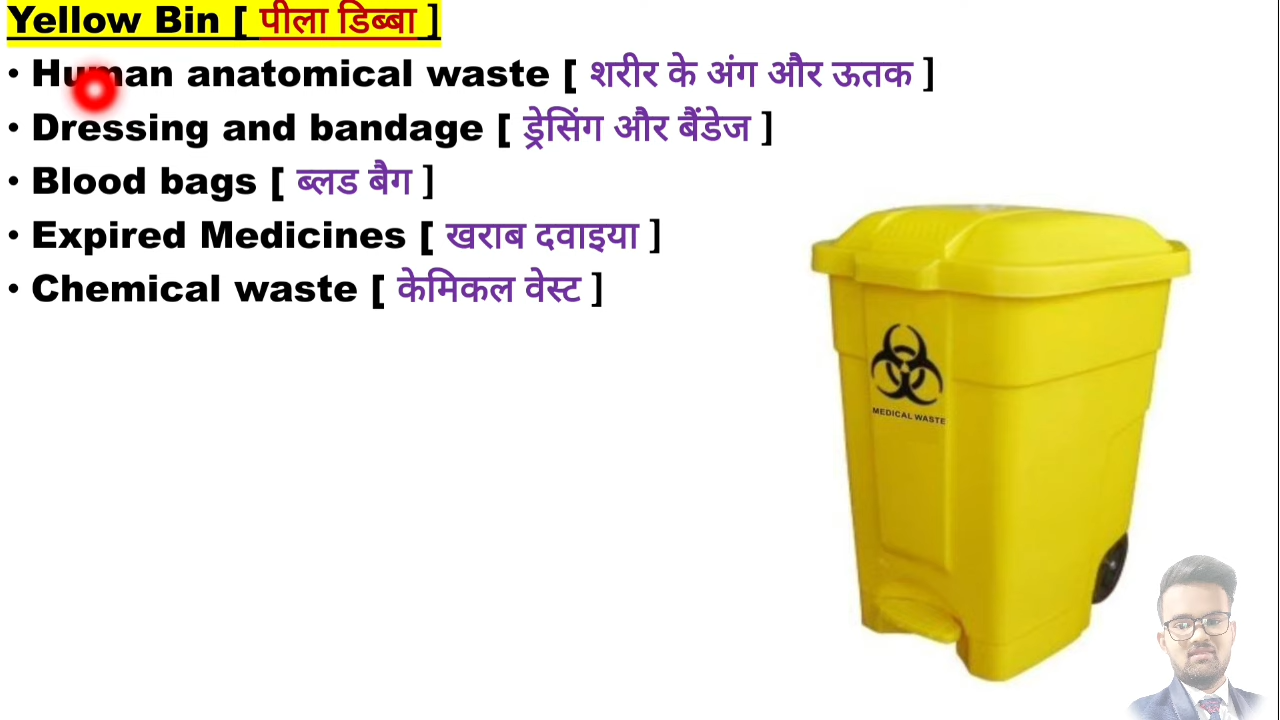 Yellow Bin [ पीला डिब्बा ]
• Human anatomical waste [ शरीर के अंग और ऊतक ]
• Dressing and bandage [ ड्रेसिंग और बैंडेज ]
• Blood bags [ ब्लड बैग ]
• Expired Medicines [ खराब दवाइया ]
• Chemical waste [ केमिकल वेस्ट ]
MEDICAL WASTE